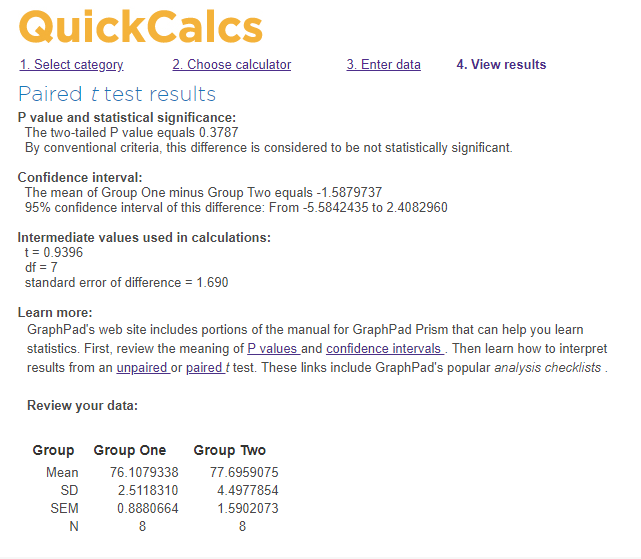 QuickCalcs
1. Select category 2. Choose calculator 3. Enter data 4. View results
Paired t test results
P value and statistical significance:
The two-tailed P value equals 0.3787
By conventional criteria, this difference is considered to be not statistically significant.
Confidence interval:
The mean of Group One minus Group Two equals -1.5879737
95% confidence interval of this difference: From -5.5842435 to 2.4082960
Intermediate values used in calculations:
t = 0.9396
df = 7
standard error of difference = 1.690
Learn more:
GraphPad's web site includes portions of the manual for GraphPad Prism that can help you learn
statistics. First, review the meaning of P values and confidence intervals . Then learn how to interpret
results from an unpaired or paired t test. These links include GraphPad's popular analysis checklists .
Review your data:
Group Group One Group Two
Mean 76.1079338 77.6959075
SD 2.5118310 4.4977854
SEM 0.8880664 1.5902073
N 8 8